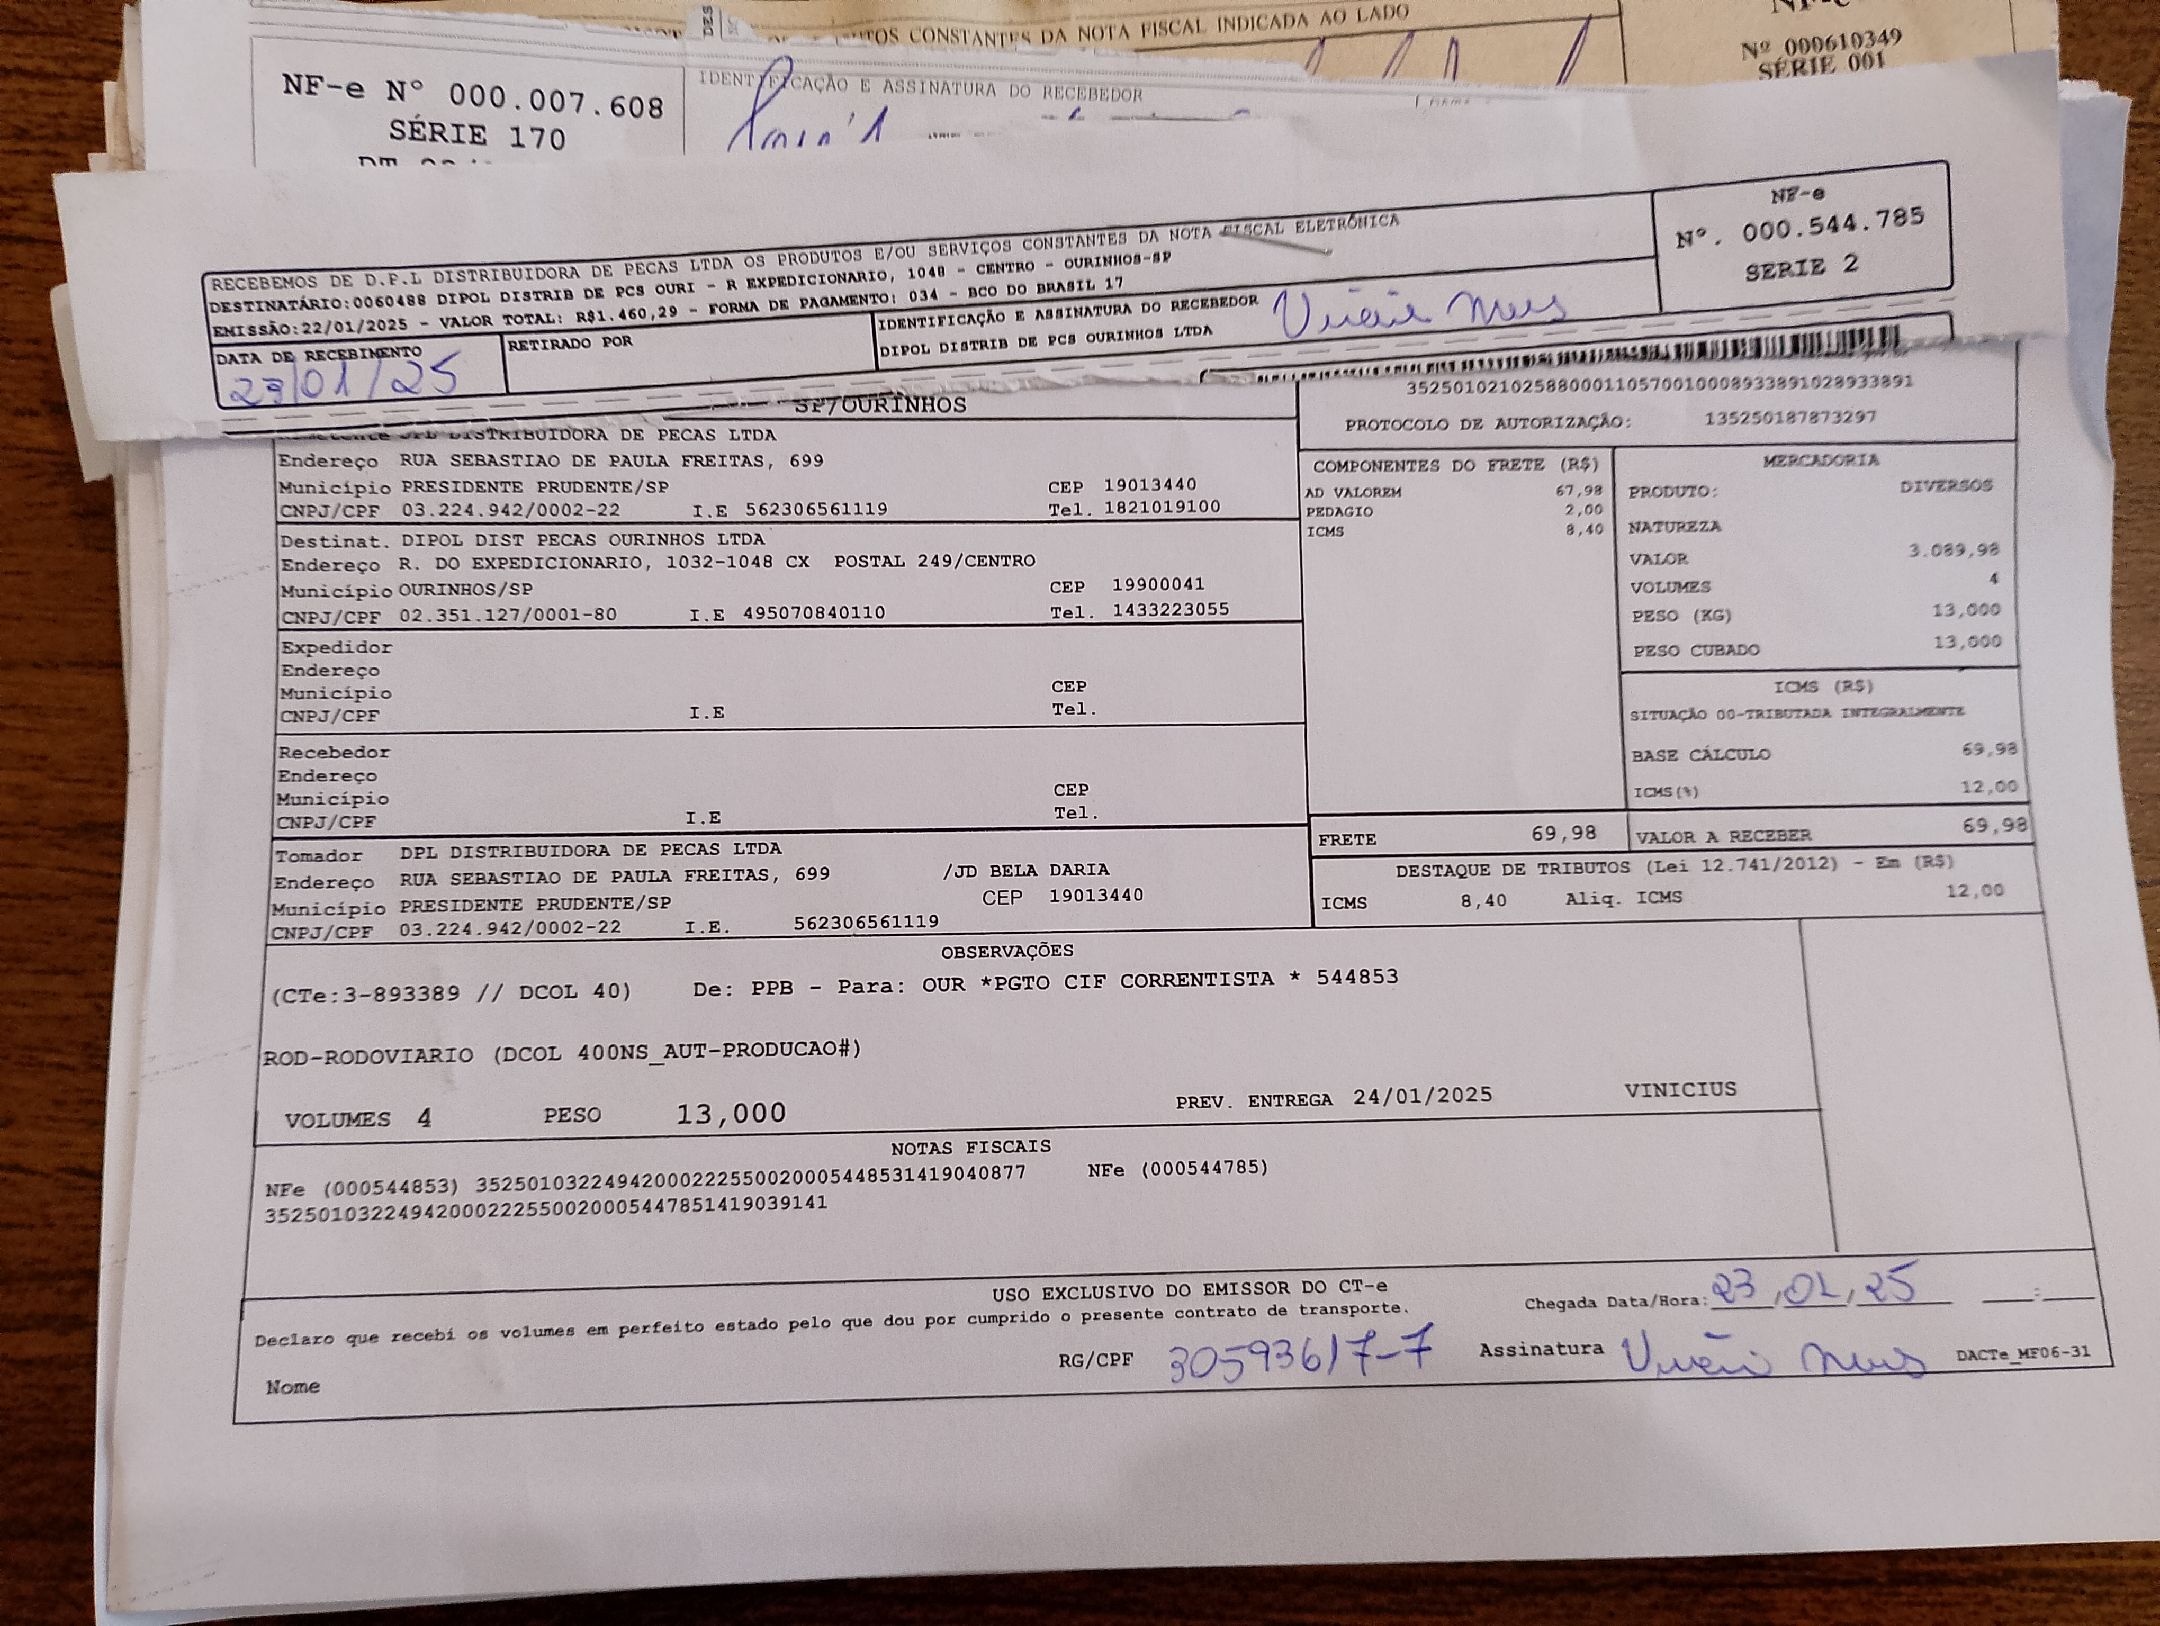 TOS CONSTANTES DA NOTA FISCAL INDICADA AO LADO
Nº 000610349
SÉRIE 001
NF-e Nº 000.007.608
SÉRIE 170
IDENTIFICAÇÃO E ASSINATURA DO RECEBEDOR
RECEBEMOS DE D.P.L DISTRIBUIDORA DE PECAS LTDA OS PRODUTOS E/OU SERVIÇOS CONSTANTES DA NOTA FISCAL ELETRÔNICA
DESTINATÁRIO:0060488 DIPOL DISTRIB DE PCS OURI - R EXPEDICIONARIO, 1048 - CENTRO - OURINHOS-SP
EMISSÃO:22/01/2025 - VALOR TOTAL: R$1.460,29 - FORMA DE PAGAMENTO: 034 - BCO DO BRASIL 17
NF-e
Nº. 000.544.785
SERIE 2
DATA DE RECEBIMENTO
23/01/25
RETIRADO POR
IDENTIFICAÇÃO E ASSINATURA DO RECEBEDOR
DIPOL DISTRIB DE PCS OURINHOS LTDA
SP/OURINHOS
35250102102588000110570010008933891028933891
PROTOCOLO DE AUTORIZAÇÃO: 135250187873297
DPL DISTRIBUIDORA DE PECAS LTDA
Endereço RUA SEBASTIAO DE PAULA FREITAS, 699
Município PRESIDENTE PRUDENTE/SP CEP 19013440
CNPJ/CPF 03.224.942/0002-22 I.E 562306561119 Tel. 1821019100
Destinat. DIPOL DIST PECAS OURINHOS LTDA
Endereço R. DO EXPEDICIONARIO, 1032-1048 CX POSTAL 249/CENTRO
Município OURINHOS/SP CEP 19900041
CNPJ/CPF 02.351.127/0001-80 I.E 495070840110 Tel. 1433223055
Expedidor
Endereço
Município CEP
CNPJ/CPF I.E Tel.
Recebedor
Endereço
Município CEP
CNPJ/CPF I.E Tel.
Tomador DPL DISTRIBUIDORA DE PECAS LTDA
Endereço RUA SEBASTIAO DE PAULA FREITAS, 699 /JD BELA DARIA
Município PRESIDENTE PRUDENTE/SP CEP 19013440
CNPJ/CPF 03.224.942/0002-22 I.E. 562306561119
COMPONENTES DO FRETE (R$)
AD VALOREM 67,98
PEDAGIO 2,00
ICMS 8,40
MERCADORIA
PRODUTO: DIVERSOS
NATUREZA
VALOR 3.089,98
VOLUMES 4
PESO (KG) 13,000
PESO CUBADO 13,000
ICMS (R$)
SITUAÇÃO 00-TRIBUTADA INTEGRALMENTE
BASE CÁLCULO 69,98
ICMS(%) 12,00
FRETE 69,98 VALOR A RECEBER 69,98
DESTAQUE DE TRIBUTOS (Lei 12.741/2012) - Em (R$)
ICMS 8,40 Aliq. ICMS 12,00
OBSERVAÇÕES
(CTe:3-893389 // DCOL 40) De: PPB - Para: OUR *PGTO CIF CORRENTISTA * 544853
ROD-RODOVIARIO (DCOL 400NS_AUT-PRODUCAO#)
VOLUMES 4 PESO 13,000 PREV. ENTREGA 24/01/2025 VINICIUS
NOTAS FISCAIS
NFe (000544853) 35250103224942000222550020005448531419040877 NFe (000544785)
35250103224942000222550020005447851419039141
USO EXCLUSIVO DO EMISSOR DO CT-e
Declaro que recebi os volumes em perfeito estado pelo que dou por cumprido o presente contrato de transporte.
Chegada Data/Hora: 23,01,25 :
Nome RG/CPF 30593617-7 Assinatura DACTe_MF06-31